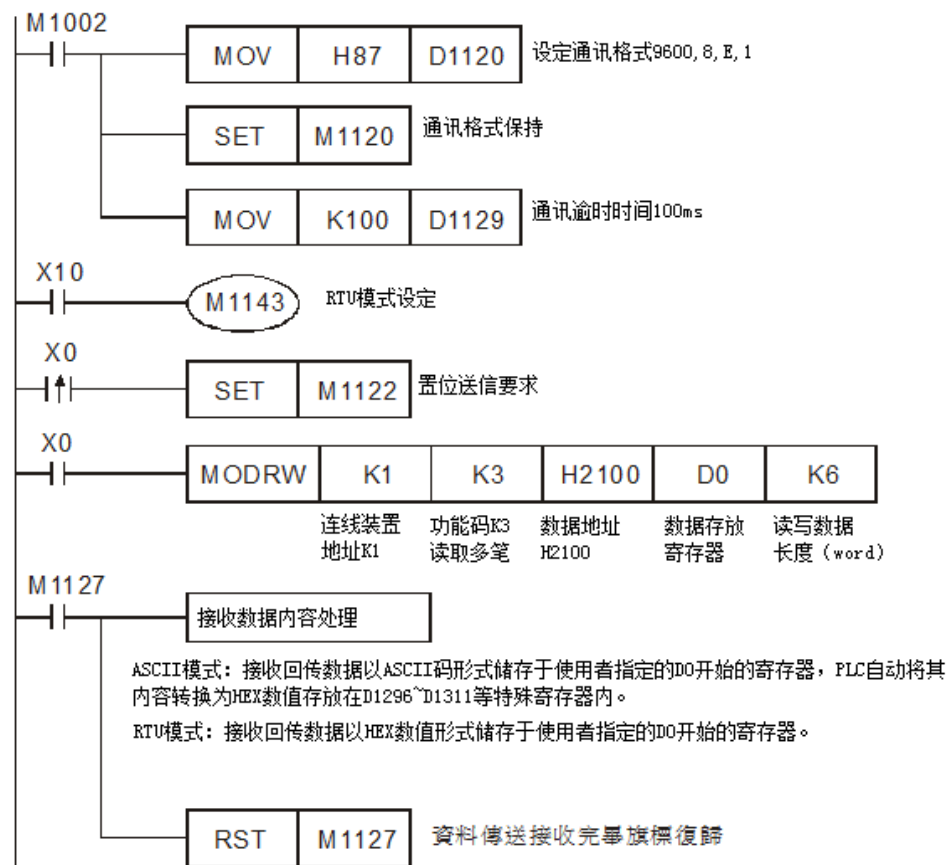 M1002
MOV H87 D1120 设定通讯格式9600,8,E,1
SET M1120 通讯格式保持
MOV K100 D1129 通讯逾时时间100ms
X10
M1143 RTU模式设定
X0
SET M1122 置位送信要求
X0
MODRW K1 K3 H2100 D0 K6
连线装置 功能码K3 数据地址 数据存放 读写数据
地址K1 读取多笔 H2100 寄存器 长度（word）
M1127
接收数据内容处理
ASCII模式：接收回传数据以ASCII码形式储存于使用者指定的D0开始的寄存器，PLC自动将其
内容转换为HEX数值存放在D1296~D1311等特殊寄存器内。
RTU模式：接收回传数据以HEX数值形式储存于使用者指定的D0开始的寄存器。
RST M1127 資料傳送接收完畢旗標復歸